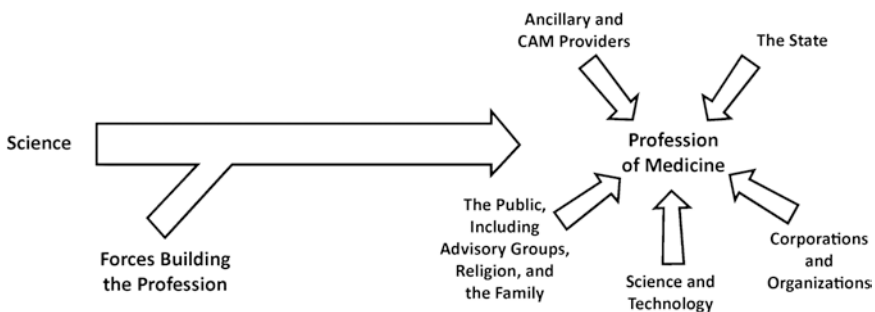 Ancillary and
CAM Providers
The State
Science
Profession
of Medicine
The Public,
Including
Advisory Groups,
Religion, and
the Family
Forces Building
the Profession
Science and
Technology
Corporations
and
Organizations